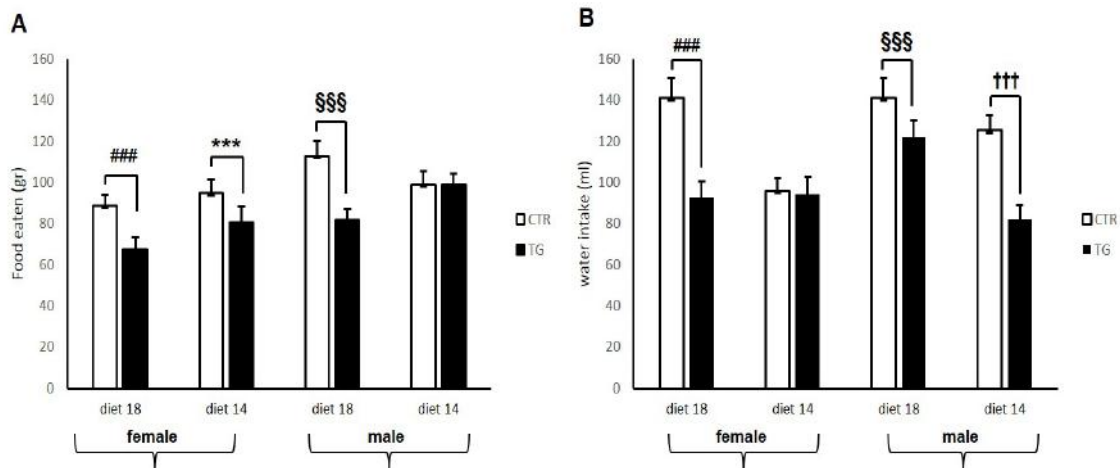 A
Food eaten (gr)
160
140
120
100
80
60
40
20
0
###
***
§§§
CTR
TG
diet 18 diet 14 diet 18 diet 14
female male
B
water intake (ml)
160
140
120
100
80
60
40
20
0
###
§§§
†††
CTR
TG
diet 18 diet 14 diet 18 diet 14
female male